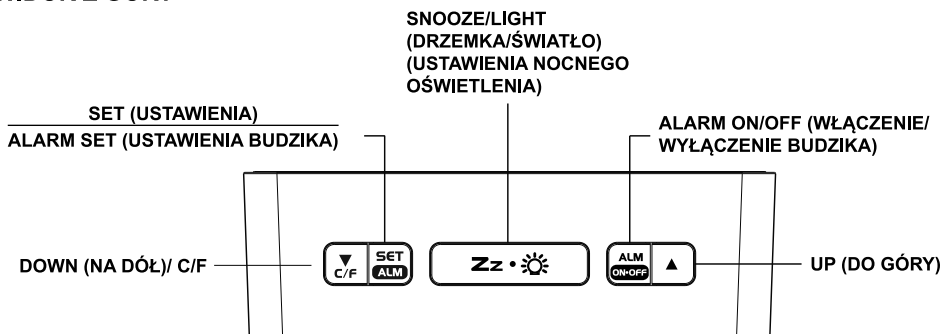 SNOOZE/LIGHT
(DRZEMKA/ŚWIATŁO)
(USTAWIENIA NOCNEGO
OŚWIETLENIA)
SET (USTAWIENIA)
ALARM SET (USTAWIENIA BUDZIKA)
ALARM ON/OFF (WŁĄCZENIE/
WYŁĄCZENIE BUDZIKA)
DOWN (NA DÓŁ)/ C/F
▼
C/F
SET
ALM
Zz •
ALM
ON•OFF
▲
UP (DO GÓRY)